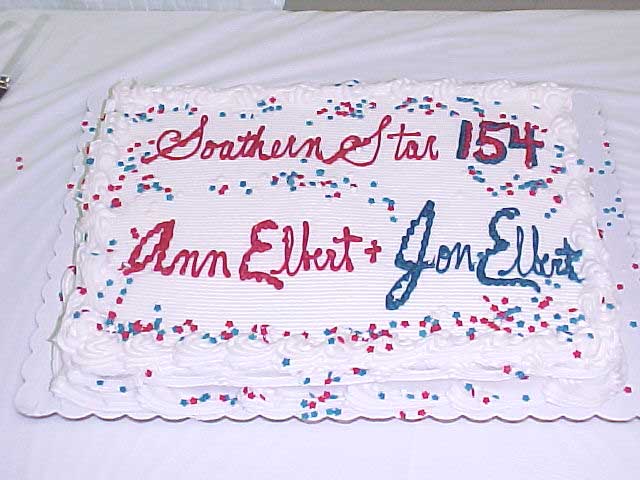 Southern Star 154
Ann Elbert + Jon Elbert